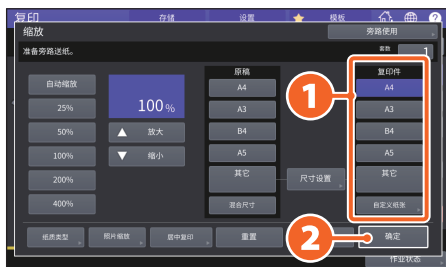 复印 存储 设置 模板
缩放 旁路使用
准备旁路送纸。 套数 1
原稿 复印件
自动缩放 A4 A4
25% 100% A3 A3
50% 放大 B4 B4
100% 缩小 A5 A5
200% 其它 尺寸设置 其它
400% 混合尺寸 自定义纸张
纸质类型 照片缩放 居中复印 重置 确定
作业状态
1
2